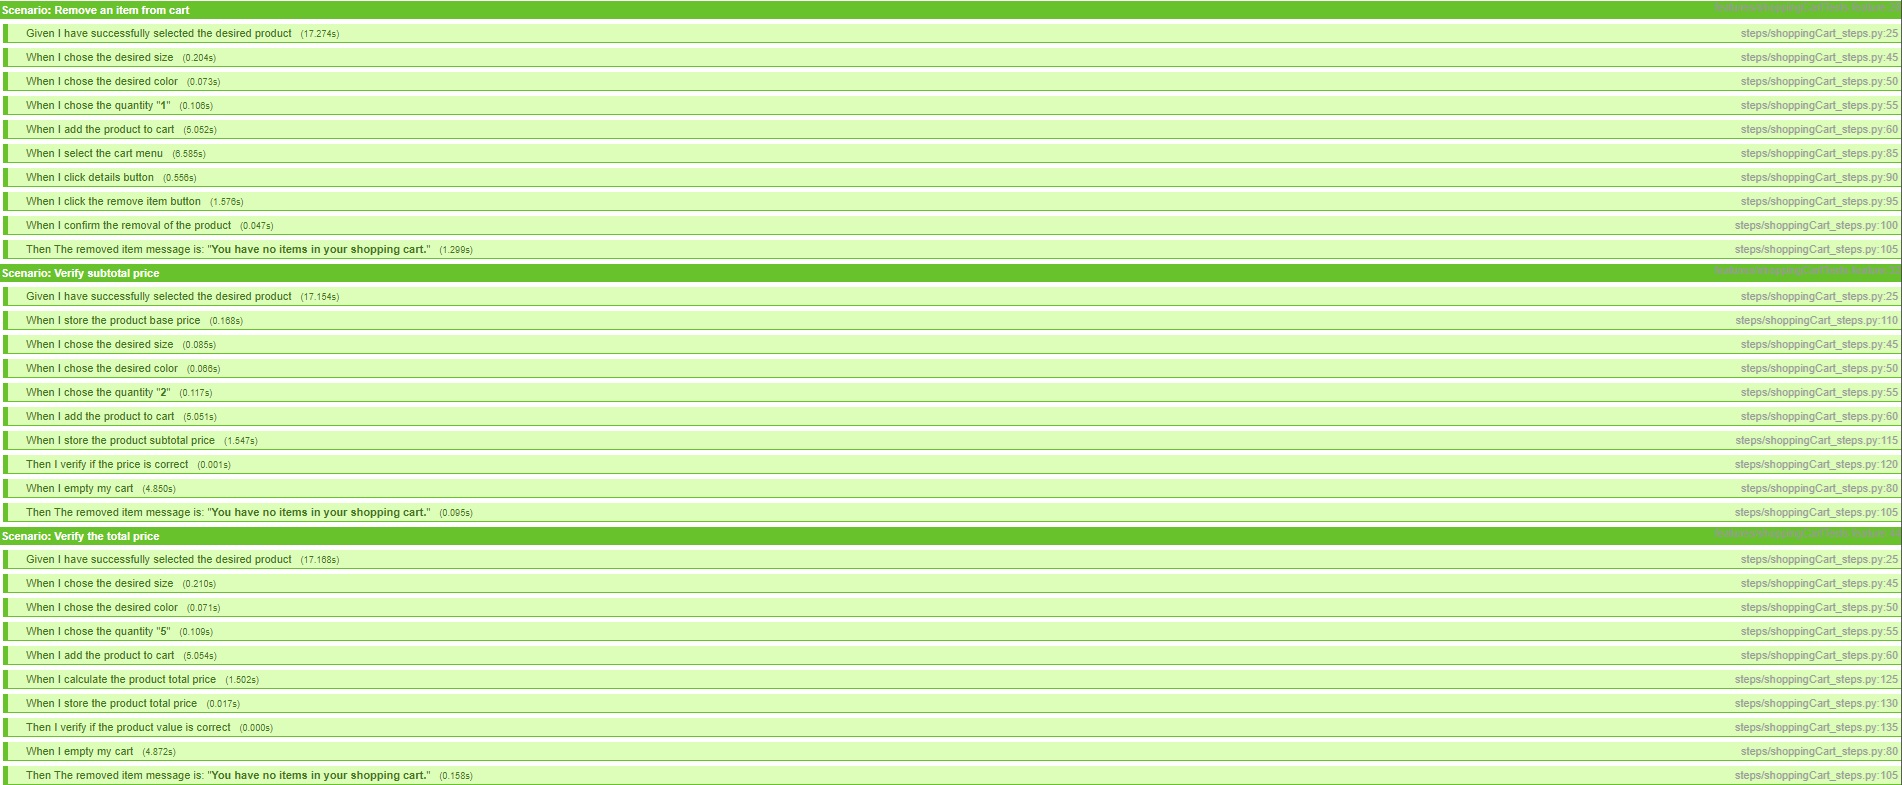 Scenario: Remove an item from cart
Given I have successfully selected the desired product (17.274s) steps/shoppingCart_steps.py:25
When I chose the desired size (0.204s) steps/shoppingCart_steps.py:45
When I chose the desired color (0.073s) steps/shoppingCart_steps.py:50
When I chose the quantity "1" (0.106s) steps/shoppingCart_steps.py:55
When I add the product to cart (5.052s) steps/shoppingCart_steps.py:60
When I select the cart menu (6.585s) steps/shoppingCart_steps.py:85
When I click details button (0.556s) steps/shoppingCart_steps.py:90
When I click the remove item button (1.576s) steps/shoppingCart_steps.py:95
When I confirm the removal of the product (0.047s) steps/shoppingCart_steps.py:100
Then The removed item message is: "You have no items in your shopping cart." (1.299s) steps/shoppingCart_steps.py:105
Scenario: Verify subtotal price
Given I have successfully selected the desired product (17.154s) steps/shoppingCart_steps.py:25
When I store the product base price (0.168s) steps/shoppingCart_steps.py:110
When I chose the desired size (0.085s) steps/shoppingCart_steps.py:45
When I chose the desired color (0.066s) steps/shoppingCart_steps.py:50
When I chose the quantity "2" (0.117s) steps/shoppingCart_steps.py:55
When I add the product to cart (5.051s) steps/shoppingCart_steps.py:60
When I store the product subtotal price (1.547s) steps/shoppingCart_steps.py:115
Then I verify if the price is correct (0.001s) steps/shoppingCart_steps.py:120
When I empty my cart (4.850s) steps/shoppingCart_steps.py:80
Then The removed item message is: "You have no items in your shopping cart." (0.095s) steps/shoppingCart_steps.py:105
Scenario: Verify the total price
Given I have successfully selected the desired product (17.168s) steps/shoppingCart_steps.py:25
When I chose the desired size (0.210s) steps/shoppingCart_steps.py:45
When I chose the desired color (0.071s) steps/shoppingCart_steps.py:50
When I chose the quantity "5" (0.109s) steps/shoppingCart_steps.py:55
When I add the product to cart (5.054s) steps/shoppingCart_steps.py:60
When I calculate the product total price (1.502s) steps/shoppingCart_steps.py:125
When I store the product total price (0.017s) steps/shoppingCart_steps.py:130
Then I verify if the product value is correct (0.000s) steps/shoppingCart_steps.py:135
When I empty my cart (4.872s) steps/shoppingCart_steps.py:80
Then The removed item message is: "You have no items in your shopping cart." (0.158s) steps/shoppingCart_steps.py:105